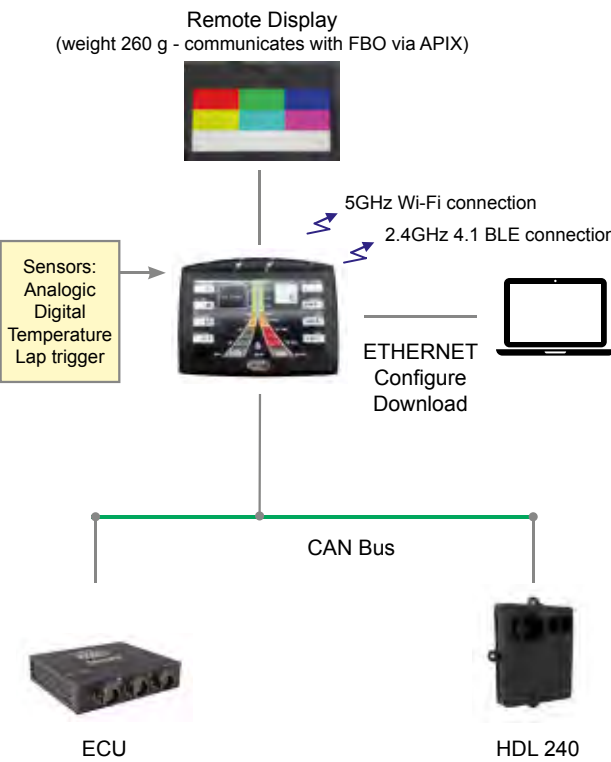 Remote Display
(weight 260 g - communicates with FBO via APIX)
5GHz Wi-Fi connection
2.4GHz 4.1 BLE connection
Sensors:
Analogic
Digital
Temperature
Lap trigger
ETHERNET
Configure
Download
CAN Bus
ECU
HDL 240